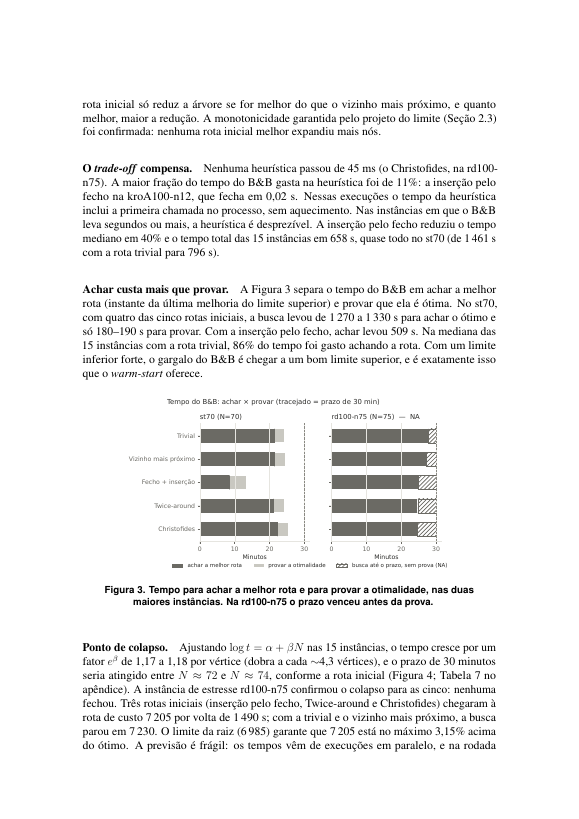 rota inicial só reduz a árvore se for melhor do que o vizinho mais próximo, e quanto
melhor, maior a redução. A monotonicidade garantida pelo projeto do limite (Seção 2.3)
foi confirmada: nenhuma rota inicial melhor expandiu mais nós.
O trade-off compensa. Nenhuma heurística passou de 45 ms (o Christofides, na rd100-
n75). A maior fração do tempo do B&B gasta na heurística foi de 11%: a inserção pelo
fecho na kroA100-n12, que fecha em 0,02 s. Nessas execuções o tempo da heurística
inclui a primeira chamada no processo, sem aquecimento. Nas instâncias em que o B&B
leva segundos ou mais, a heurística é desprezível. A inserção pelo fecho reduziu o tempo
mediano em 40% e o tempo total das 15 instâncias em 658 s, quase todo no st70 (de 1 461 s
com a rota trivial para 796 s).
Achar custa mais que provar. A Figura 3 separa o tempo do B&B em achar a melhor
rota (instante da última melhoria do limite superior) e provar que ela é ótima. No st70,
com quatro das cinco rotas iniciais, a busca levou de 1 270 a 1 330 s para achar o ótimo e
só 180–190 s para provar. Com a inserção pelo fecho, achar levou 509 s. Na mediana das
15 instâncias com a rota trivial, 86% do tempo foi gasto achando a rota. Com um limite
inferior forte, o gargalo do B&B é chegar a um bom limite superior, e é exatamente isso
que o warm-start oferece.
Tempo do B&B: achar × provar (tracejado = prazo de 30 min)
st70 (N=70)
rd100-n75 (N=75) — NA
Trivial
Vizinho mais próximo
Fecho + inserção
Twice-around
Christofides
0 10 20 30
0 10 20 30
Minutos
Minutos
achar a melhor rota
provar a otimalidade
busca até o prazo, sem prova (NA)
Figura 3. Tempo para achar a melhor rota e para provar a otimalidade, nas duas
maiores instâncias. Na rd100-n75 o prazo venceu antes da prova.
Ponto de colapso. Ajustando log t = α + βN nas 15 instâncias, o tempo cresce por um
fator e^β de 1,17 a 1,18 por vértice (dobra a cada ~4,3 vértices), e o prazo de 30 minutos
seria atingido entre N ≈ 72 e N ≈ 74, conforme a rota inicial (Figura 4; Tabela 7 no
apêndice). A instância de estresse rd100-n75 confirmou o colapso para as cinco: nenhuma
fechou. Três rotas iniciais (inserção pelo fecho, Twice-around e Christofides) chegaram à
rota de custo 7 205 por volta de 1 490 s; com a trivial e o vizinho mais próximo, a busca
parou em 7 230. O limite da raiz (6 985) garante que 7 205 está no máximo 3,15% acima
do ótimo. A previsão é frágil: os tempos vêm de execuções em paralelo, e na rodada